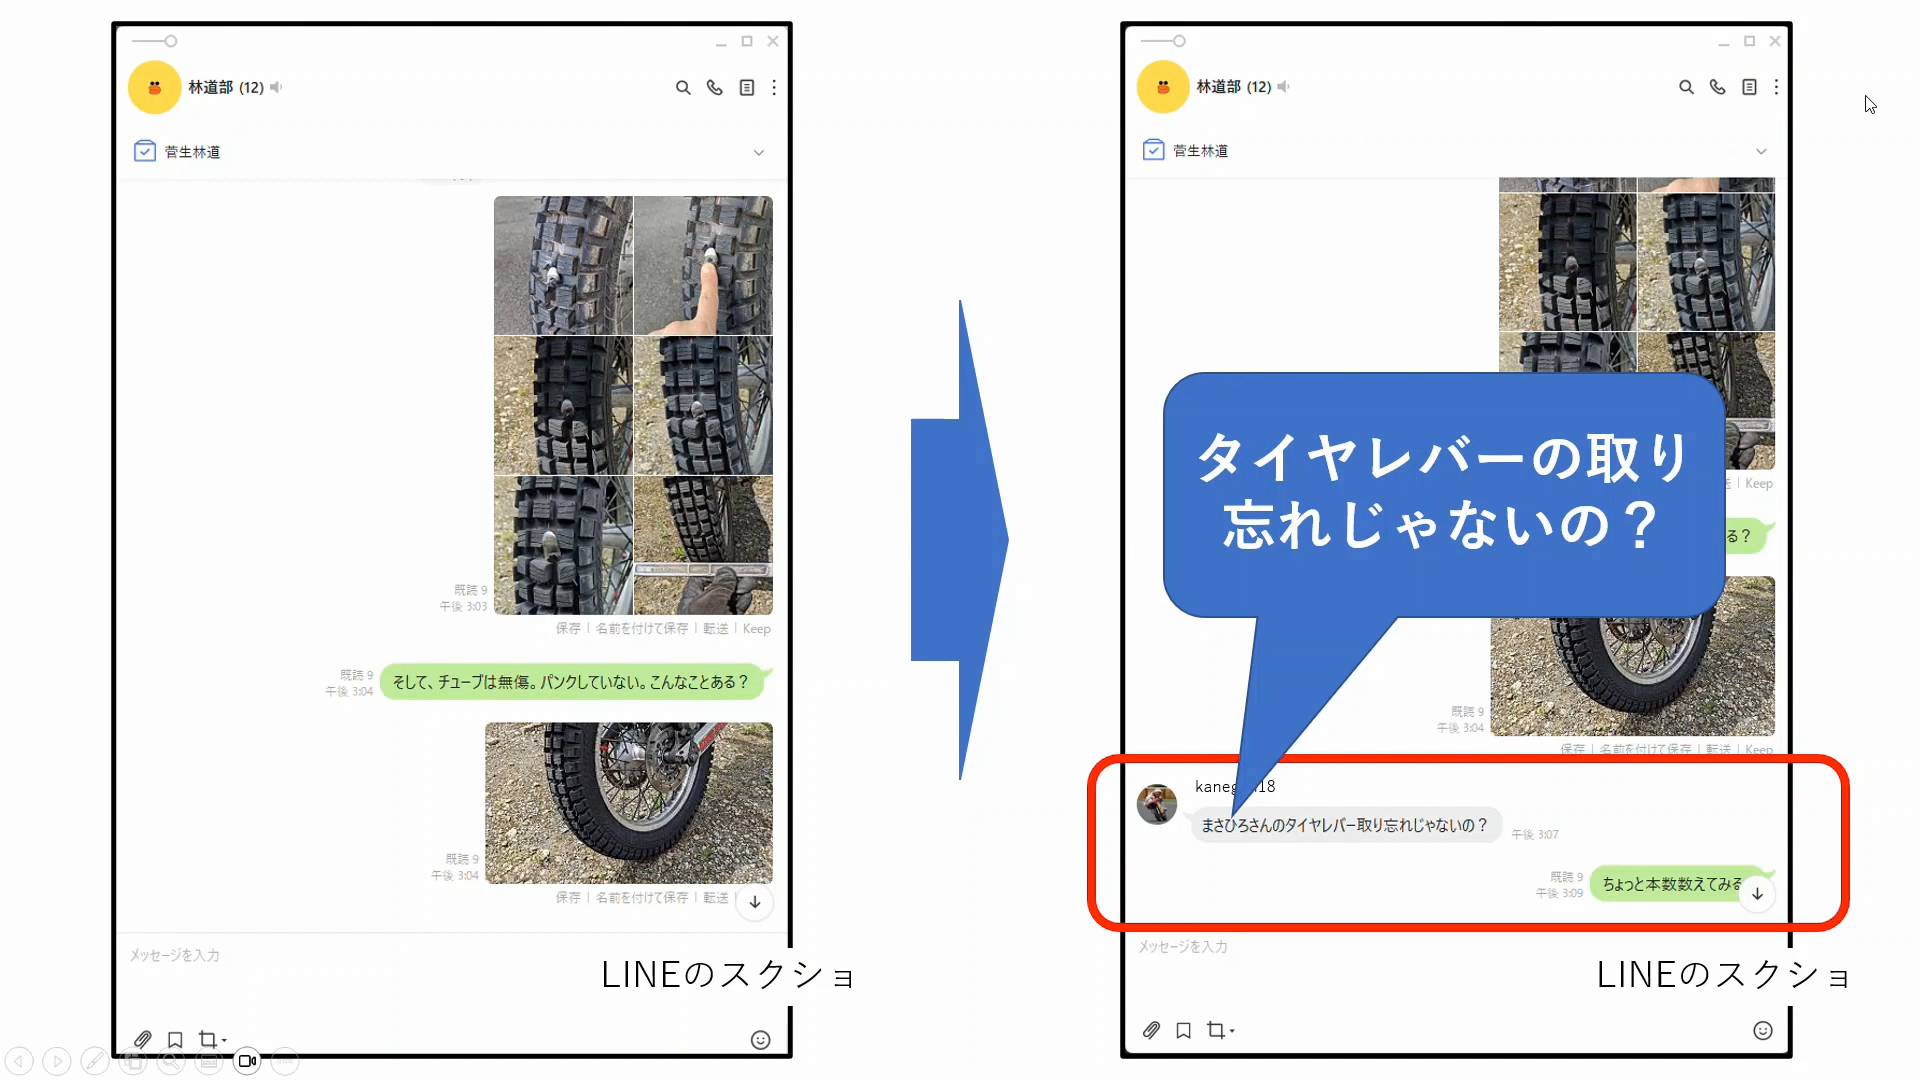 林道部 (12)
菅生林道
既読 9
午後 3:03
保存 | 名前を付けて保存 | 転送 | Keep
既読 9
午後 3:04
そして、チューブは無傷。パンクしていない。こんなことある？
既読 9
午後 3:04
保存 | 名前を付けて保存 | 転送 |
メッセージを入力
LINEのスクショ
林道部 (12)
菅生林道
タイヤレバーの取り
忘れじゃないの？
| Keep
る？
既読 9
午後 3:04
保存 | 名前を付けて保存 | 転送 | Keep
まさひろさんのタイヤレバー取り忘れじゃないの？
午後 3:07
既読 9
午後 3:09
ちょっと本数数えてみる
メッセージを入力
LINEのスクショ